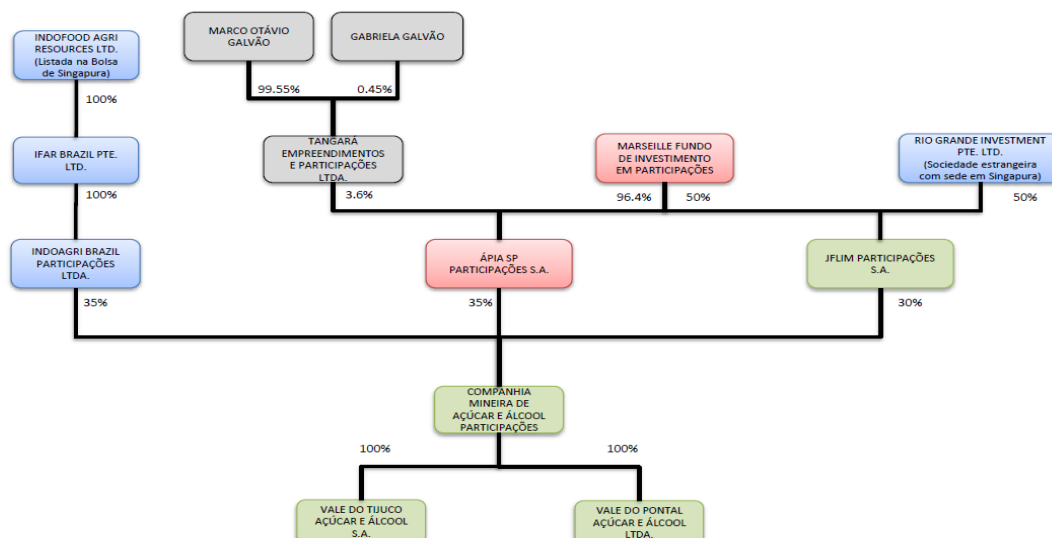 MARCO OTÁVIO
GALVÃO
GABRIELA GALVÃO
INDOFOOD AGRI
RESOURCES LTD.
(Listada na Bolsa
de Singapura)
99.55%
0.45%
100%
IFAR BRAZIL PTE.
LTD.
TANGARÁ
EMPREENDIMENTOS
E PARTICIPAÇÕES
LTDA.
MARSEILLE FUNDO
DE INVESTIMENTO
EM PARTICIPAÇÕES
RIO GRANDE INVESTMENT
PTE. LTD.
(Sociedade estrangeira
com sede em Singapura)
100%
3.6%
96.4%
50%
50%
INDOAGRI BRAZIL
PARTICIPAÇÕES
LTDA.
ÁPIA SP
PARTICIPAÇÕES S.A.
JFLIM PARTICIPAÇÕES
S.A.
35%
35%
30%
COMPANHIA
MINEIRA DE
AÇÚCAR E ÁLCOOL
PARTICIPAÇÕES
100%
100%
VALE DO TIJUCO
AÇÚCAR E ÁLCOOL
S.A.
VALE DO PONTAL
AÇÚCAR E ÁLCOOL
LTDA.